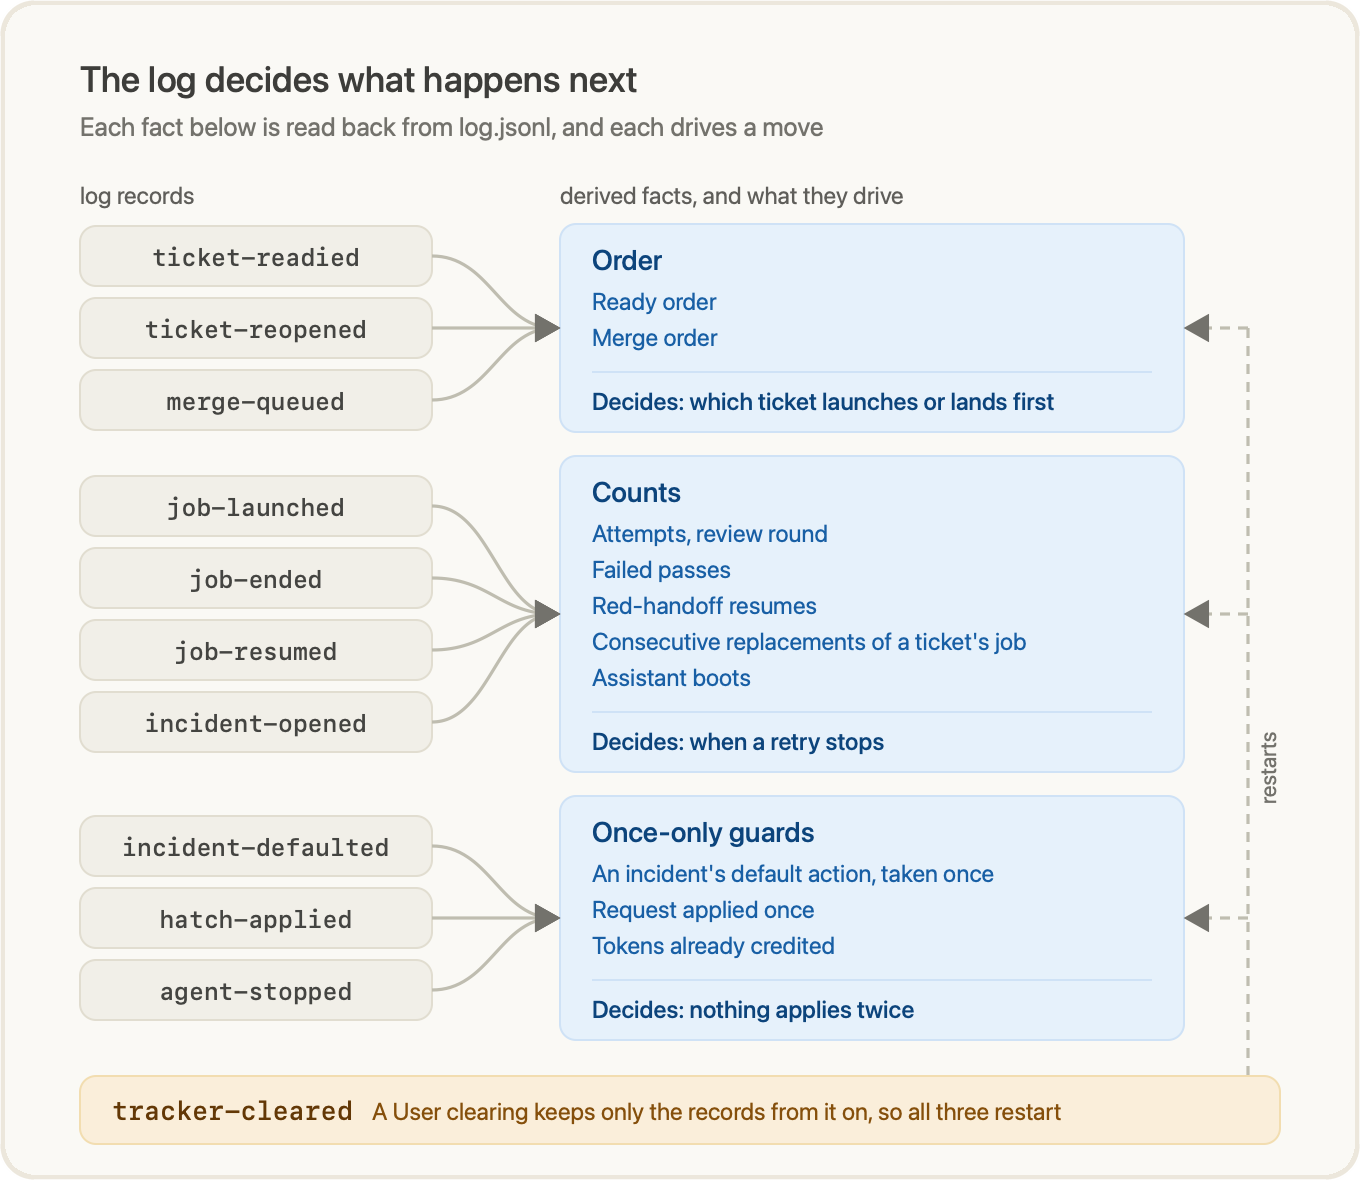 The log decides what happens next
Each fact below is read back from log.jsonl, and each drives a move
log records
derived facts, and what they drive
ticket-readied
ticket-reopened
merge-queued
Order
Ready order
Merge order
Decides: which ticket launches or lands first
job-launched
job-ended
job-resumed
incident-opened
Counts
Attempts, review round
Failed passes
Red-handoff resumes
Consecutive replacements of a ticket's job
Assistant boots
Decides: when a retry stops
restarts
incident-defaulted
hatch-applied
agent-stopped
Once-only guards
An incident's default action, taken once
Request applied once
Tokens already credited
Decides: nothing applies twice
tracker-cleared A User clearing keeps only the records from it on, so all three restart